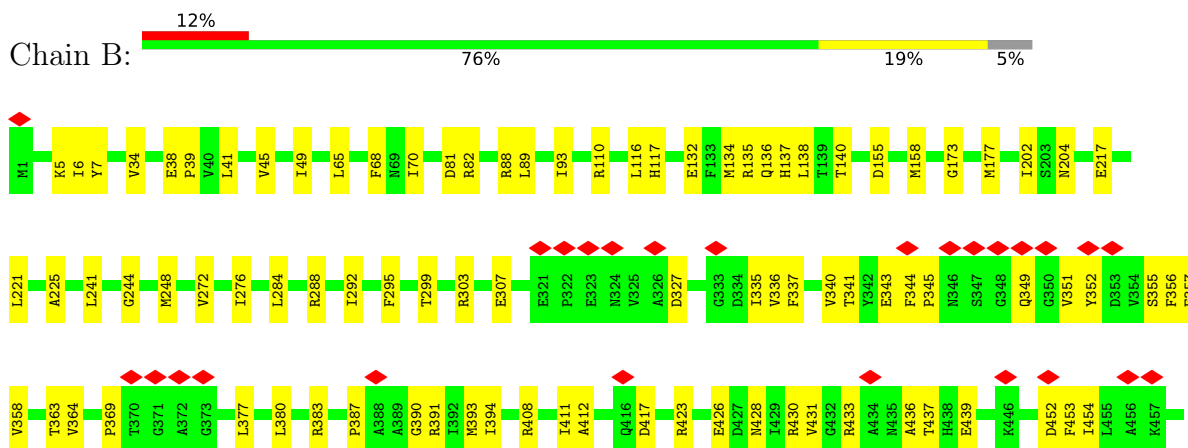 12%
Chain B:
76% 19% 5%
M1 K5 I6 Y7 V34 E38 P39 V40 L41 V45 I49 L65 F68 N69 I70 D81 R82 R88 L89 I93 R110 L116 H117 E132 F133 M134 R135 Q136 H137 L138 T139 T140 D155 M158 G173 M177 I202 S203 N204 E217
L221 A225 L241 G244 M248 V272 I276 L284 R288 I292 F295 T299 R303 E307 E321 P322 E323 N324 V325 A326 D327 G333 D334 I335 V336 F337 V340 T341 Y342 E343 F344 P345 N346 S347 G348 Q349 G350 V351 Y352 D353 V354 S355 F356
V358 T363 V364 P369 T370 G371 A372 G373 L377 L380 R383 P387 A388 A389 G390 R391 I392 M393 I394 R408 I411 A412 Q416 D417 R423 E426 D427 N428 I429 R430 V431 G432 R433 A434 N435 A436 T437 H438 E439 K446 D452 F453 I454 L455 A456 K457